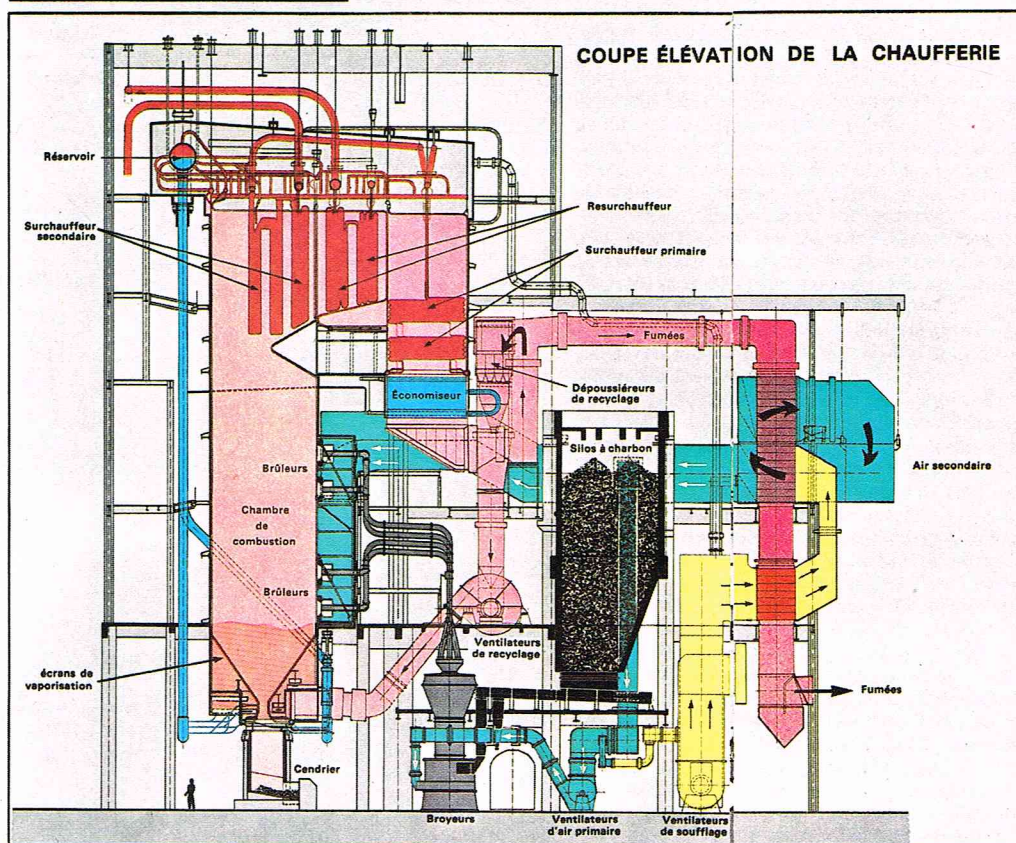 COUPE ÉLÉVATION DE LA CHAUFFERIE
Réservoir
Surchauffeur
secondaire
Resurchauffeur
Surchauffeur primaire
Fumées
Économiseur
Dépoussiéreurs
de recyclage
Silos à charbon
Brûleurs
Air secondaire
Chambre
de
combustion
Brûleurs
Ventilateurs
de recyclage
écrans de
vaporisation
Fumées
Cendrier
Broyeurs
Ventilateurs
d'air primaire
Ventilateurs
de soufflage